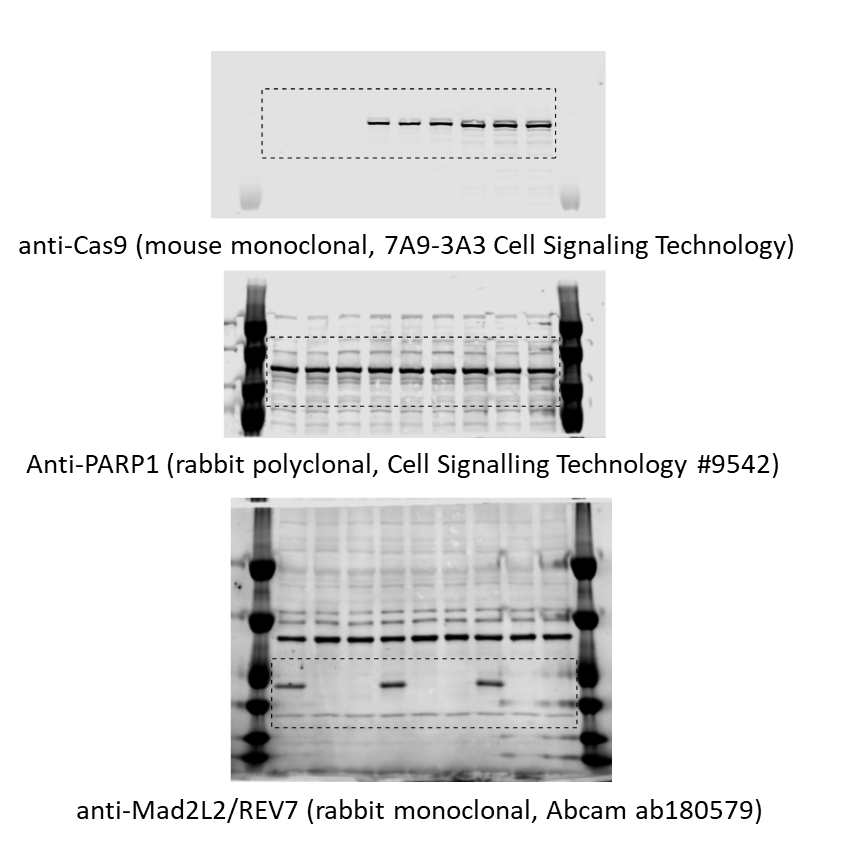 anti-Cas9 (mouse monoclonal, 7A9-3A3 Cell Signaling Technology)
Anti-PARP1 (rabbit polyclonal, Cell Signalling Technology #9542)
anti-Mad2L2/REV7 (rabbit monoclonal, Abcam ab180579)